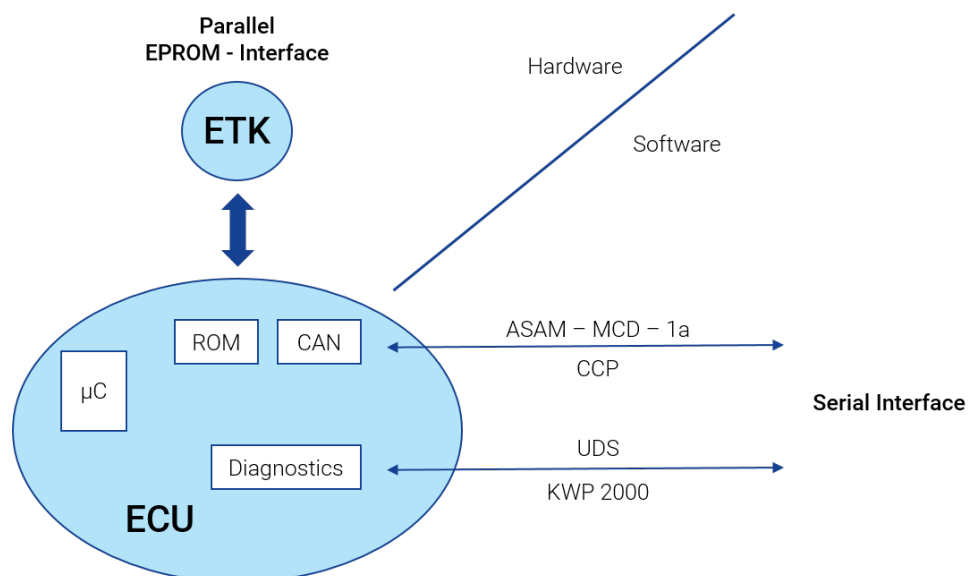 Parallel
EPROM - Interface
ETK
Hardware
Software
ROM
CAN
µC
ASAM – MCD – 1a
CCP
Serial Interface
Diagnostics
UDS
KWP 2000
ECU